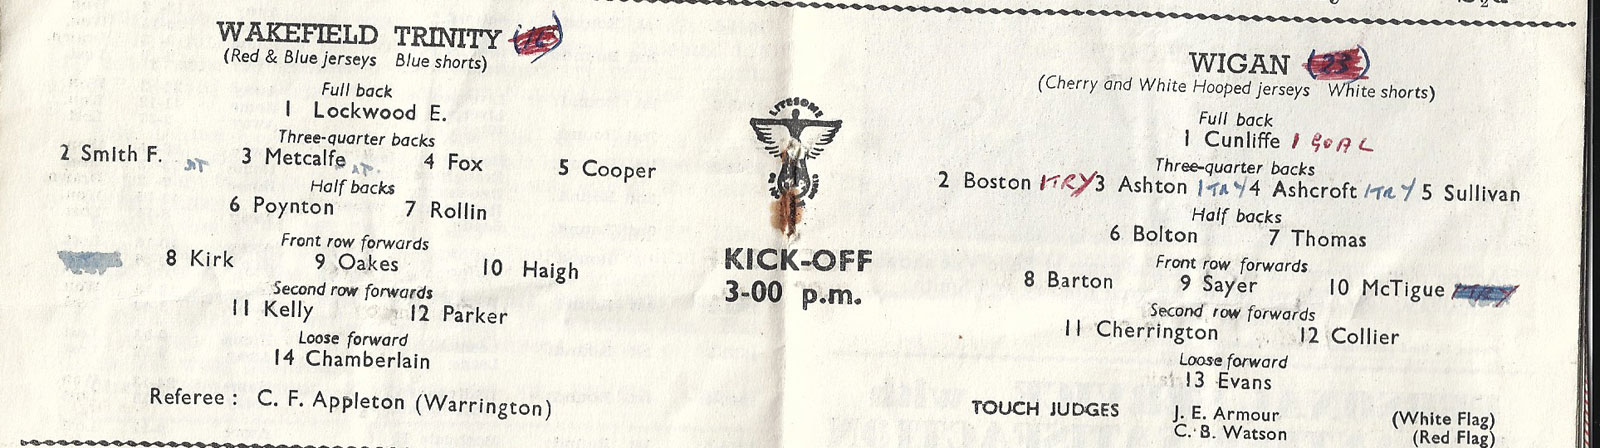 WAKEFIELD TRINITY (16)
(Red & Blue jerseys Blue shorts)
Full back
1 Lockwood E.
Three-quarter backs
2 Smith F. 3 Metcalfe 4 Fox 5 Cooper
Half backs
6 Poynton 7 Rollin
Front row forwards
8 Kirk 9 Oakes 10 Haigh
Second row forwards
11 Kelly 12 Parker
Loose forward
14 Chamberlain
Referee : C. F. Appleton (Warrington)
LITESOME
KICK-OFF
3-00 p.m.
WIGAN (23)
(Cherry and White Hooped jerseys White shorts)
Full back
1 Cunliffe 1 GOAL
Three-quarter backs
2 Boston 1 TRY 3 Ashton 1 TRY 4 Ashcroft 1 TRY 5 Sullivan
Half backs
6 Bolton 7 Thomas
Front row forwards
8 Barton 9 Sayer 10 McTigue 1 TRY
Second row forwards
11 Cherrington 12 Collier
Loose forward
13 Evans
TOUCH JUDGES J. E. Armour (White Flag)
C. B. Watson (Red Flag)